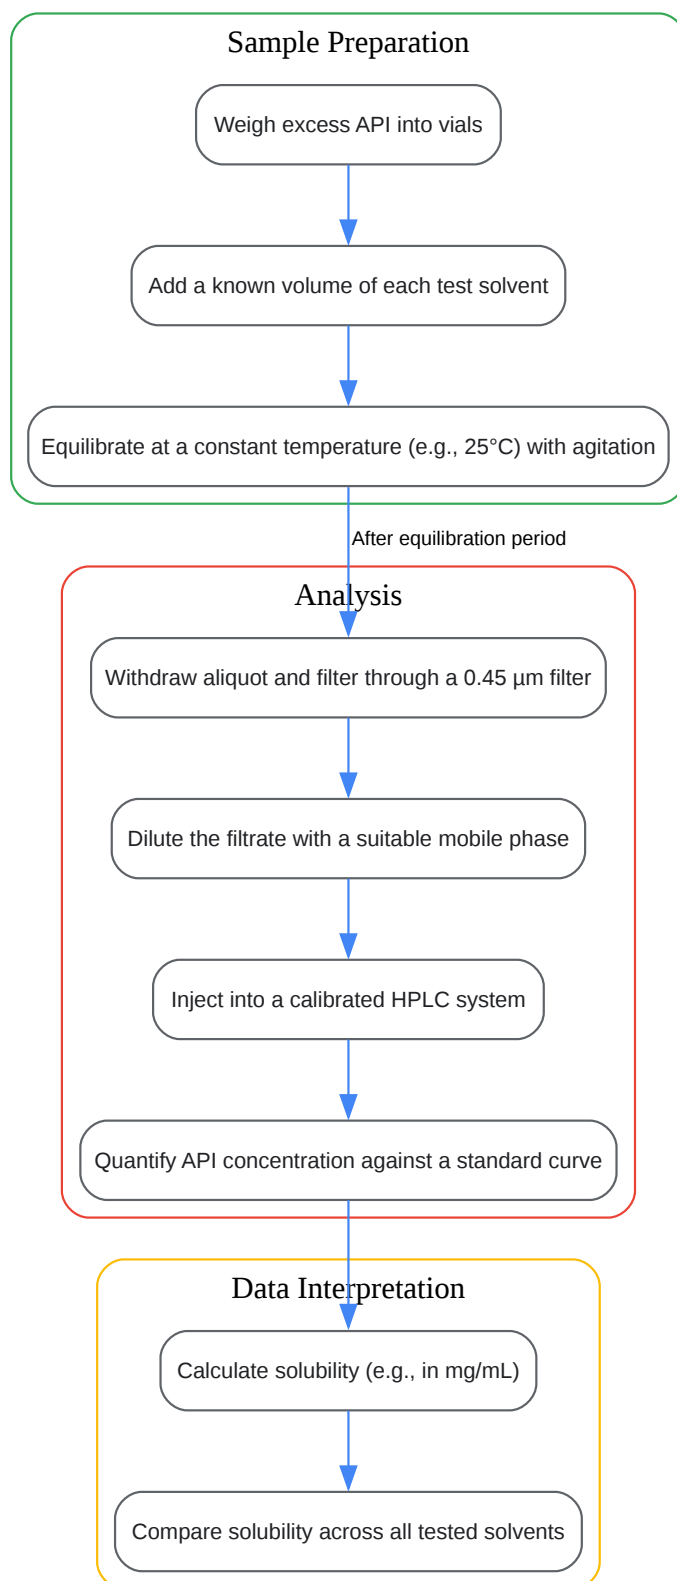 Sample Preparation
Weigh excess API into vials
Add a known volume of each test solvent
Equilibrate at a constant temperature (e.g., 25°C) with agitation
After equilibration period
Analysis
Withdraw aliquot and filter through a 0.45 µm filter
Dilute the filtrate with a suitable mobile phase
Inject into a calibrated HPLC system
Quantify API concentration against a standard curve
Data Interpretation
Calculate solubility (e.g., in mg/mL)
Compare solubility across all tested solvents